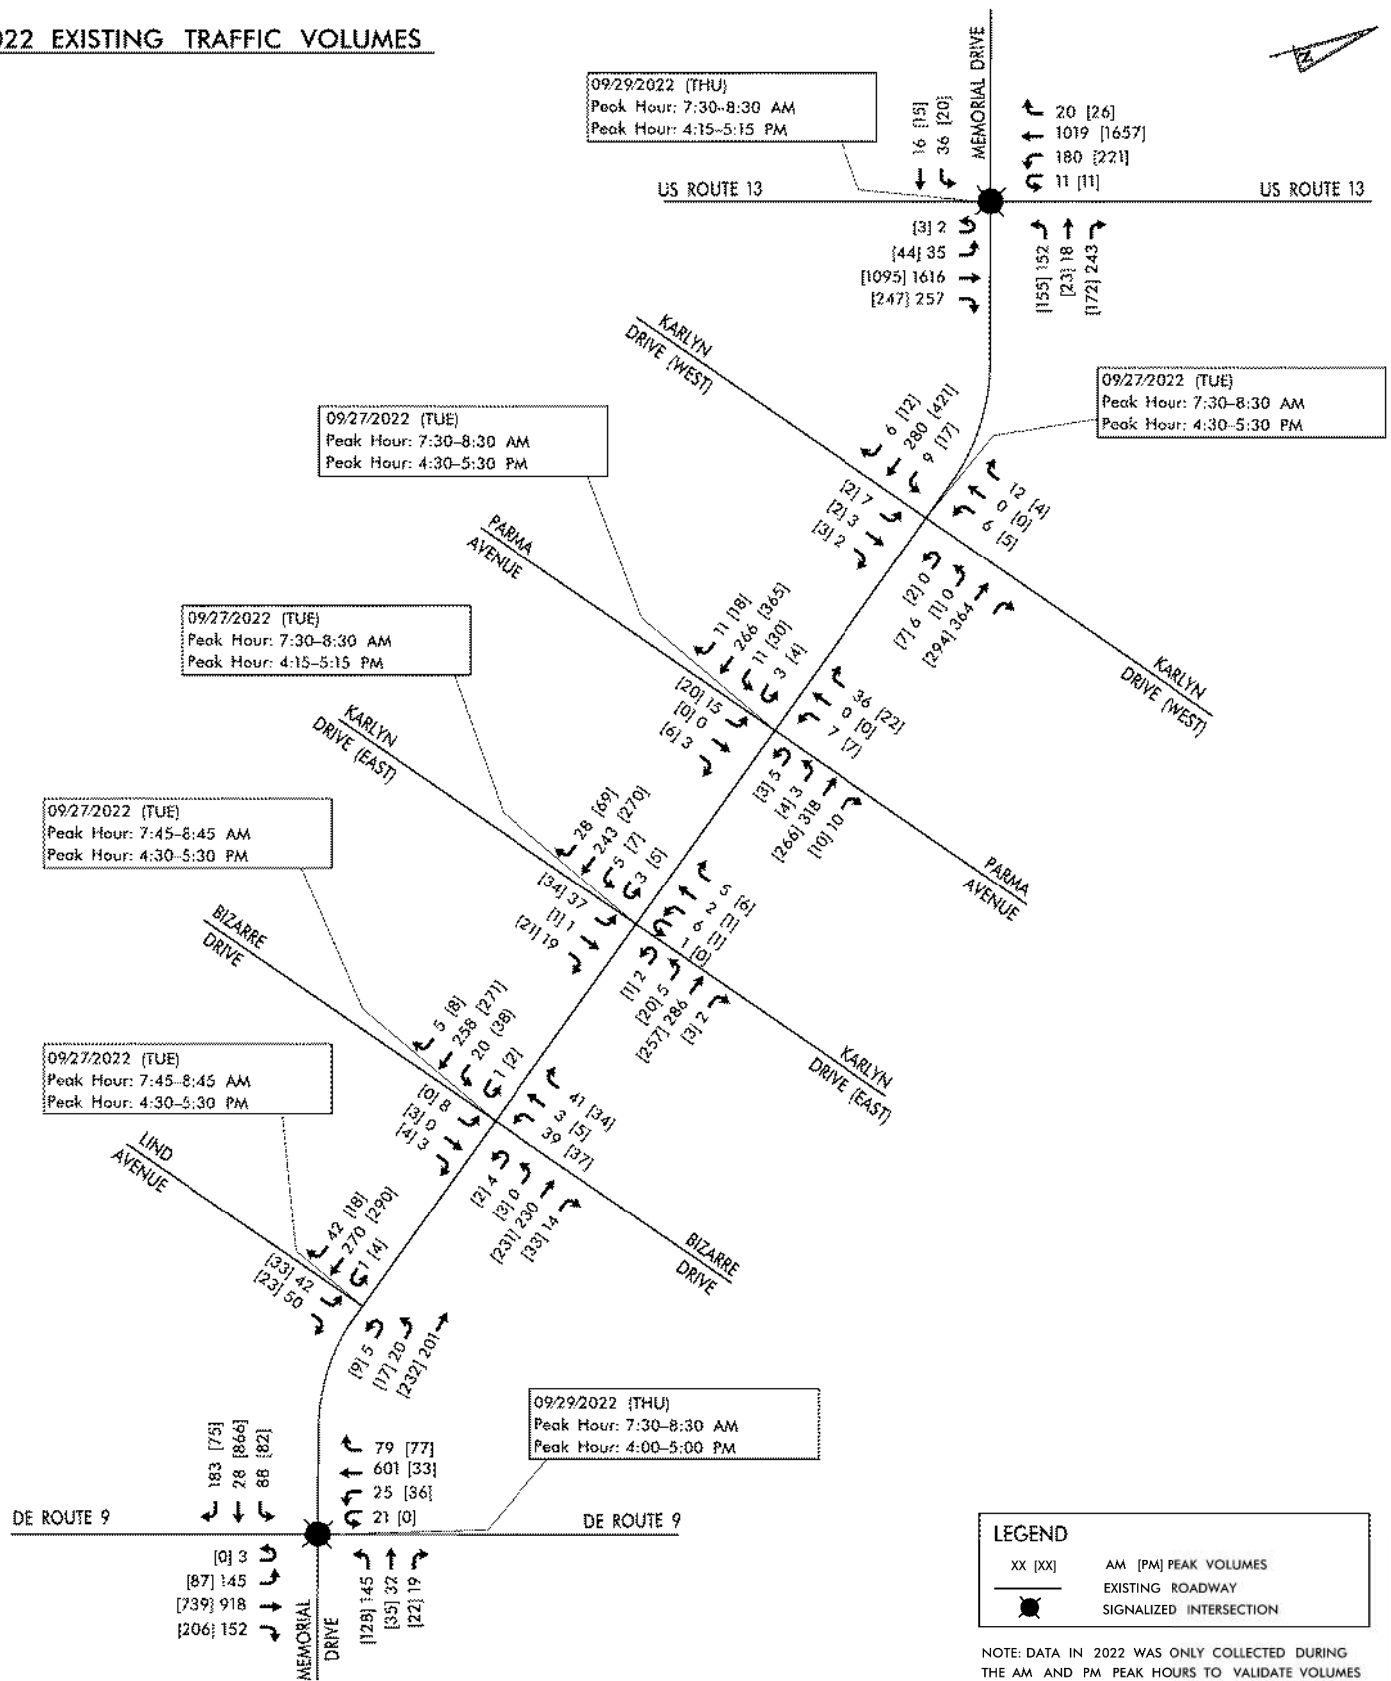 022 EXISTING TRAFFIC VOLUMES
09/29/2022 (THU)
Peak Hour: 7:30-8:30 AM
Peak Hour: 4:15-5:15 PM
16 [15]
36 [20]
MEMORIAL DRIVE
20 [26]
1019 [1657]
180 [221]
11 [11]
N
US ROUTE 13
US ROUTE 13
[3] 2
[44] 35
[1095] 1616
[247] 257
[155] 152
[23] 18
[172] 243
KARLYN
DRIVE (WEST)
09/27/2022 (TUE)
Peak Hour: 7:30-8:30 AM
Peak Hour: 4:30-5:30 PM
6 [12]
280 [421]
9 [17]
12 [4]
0 [0]
6 [5]
[2] 7
[2] 3
[3] 2
[2] 0
[7] 6 [1] 0
[294] 364
KARLYN
DRIVE (WEST)
09/27/2022 (TUE)
Peak Hour: 7:30-8:30 AM
Peak Hour: 4:30-5:30 PM
PARMA
AVENUE
11 [18]
266 [365]
11 [30]
3 [4]
36 [22]
0 [0]
7 [7]
[20] 15
[0] 0
[6] 3
[3] 5
[4] 3
[266] 318
[10] 10
PARMA
AVENUE
09/27/2022 (TUE)
Peak Hour: 7:30-8:30 AM
Peak Hour: 4:15-5:15 PM
KARLYN
DRIVE (EAST)
28 [69]
243 [270]
5 [7]
3 [5]
5 [6]
2 [1]
6 [1]
1 [0]
[34] 37
[1] 1
[21] 19
[1] 2
[20] 5
[257] 286
[3] 2
KARLYN
DRIVE (EAST)
09/27/2022 (TUE)
Peak Hour: 7:45-8:45 AM
Peak Hour: 4:30-5:30 PM
BIZARRE
DRIVE
5 [8]
258 [271]
20 [38]
1 [2]
41 [34]
3 [5]
39 [37]
[0] 8
[3] 0
[4] 3
[2] 4
[3] 0
[231] 230
[33] 14
BIZARRE
DRIVE
09/27/2022 (TUE)
Peak Hour: 7:45-8:45 AM
Peak Hour: 4:30-5:30 PM
LIND
AVENUE
42 [18]
270 [290]
1 [4]
[33] 42
[23] 50
[9] 5
[17] 20
[232] 201
09/29/2022 (THU)
Peak Hour: 7:30-8:30 AM
Peak Hour: 4:00-5:00 PM
183 [75]
28 [866]
88 [82]
79 [77]
601 [33]
25 [36]
21 [0]
DE ROUTE 9
DE ROUTE 9
[0] 3
[87] 145
[739] 918
[206] 152
MEMORIAL
DRIVE
[128] 145
[35] 32
[22] 19
LEGEND
XX [XX] AM [PM] PEAK VOLUMES
EXISTING ROADWAY
SIGNALIZED INTERSECTION
NOTE: DATA IN 2022 WAS ONLY COLLECTED DURING
THE AM AND PM PEAK HOURS TO VALIDATE VOLUMES